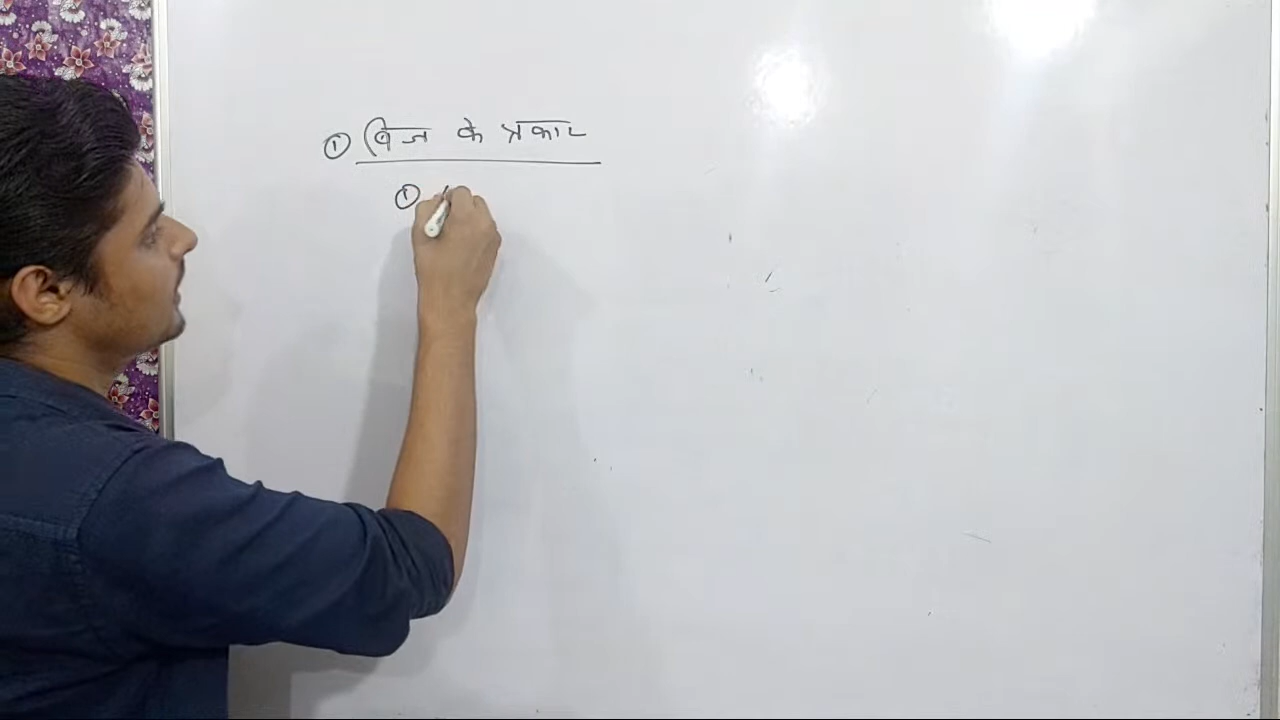 ① बिज के प्रकार
①